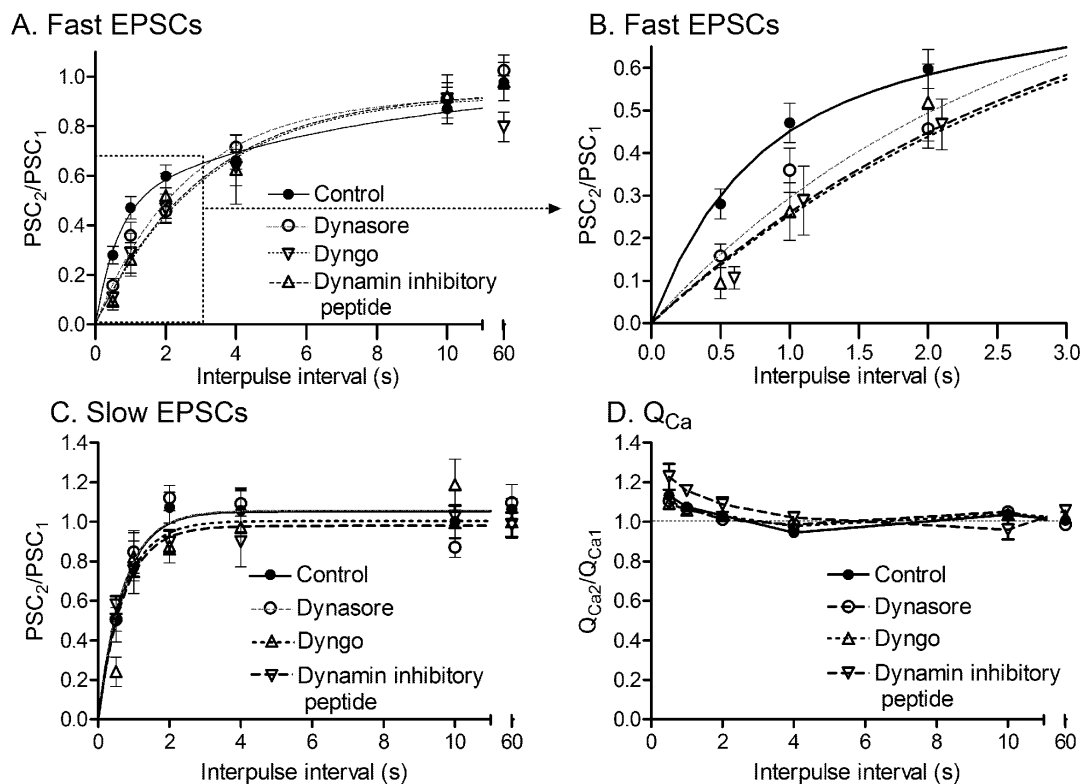 A. Fast EPSCs
PSC2/PSC1
1.0
0.8
0.6
0.4
0.2
0.0
Control
Dynasore
Dyngo
Dynamin inhibitory
peptide
0 2 4 6 8 10 60
Interpulse interval (s)
B. Fast EPSCs
PSC2/PSC1
0.6
0.5
0.4
0.3
0.2
0.1
0.0
0.0 0.5 1.0 1.5 2.0 2.5 3.0
Interpulse interval (s)
C. Slow EPSCs
PSC2/PSC1
1.4
1.2
1.0
0.8
0.6
0.4
0.2
0.0
Control
Dynasore
Dyngo
Dynamin inhibitory
peptide
0 2 4 6 8 10 60
Interpulse interval (s)
D. QCa
QCa2/QCa1
1.4
1.2
1.0
0.8
0.6
0.4
1.2
0.0
Control
Dynasore
Dyngo
Dynamin inhibitory
peptide
0 2 4 6 8 10 60
Interpulse interval (s)